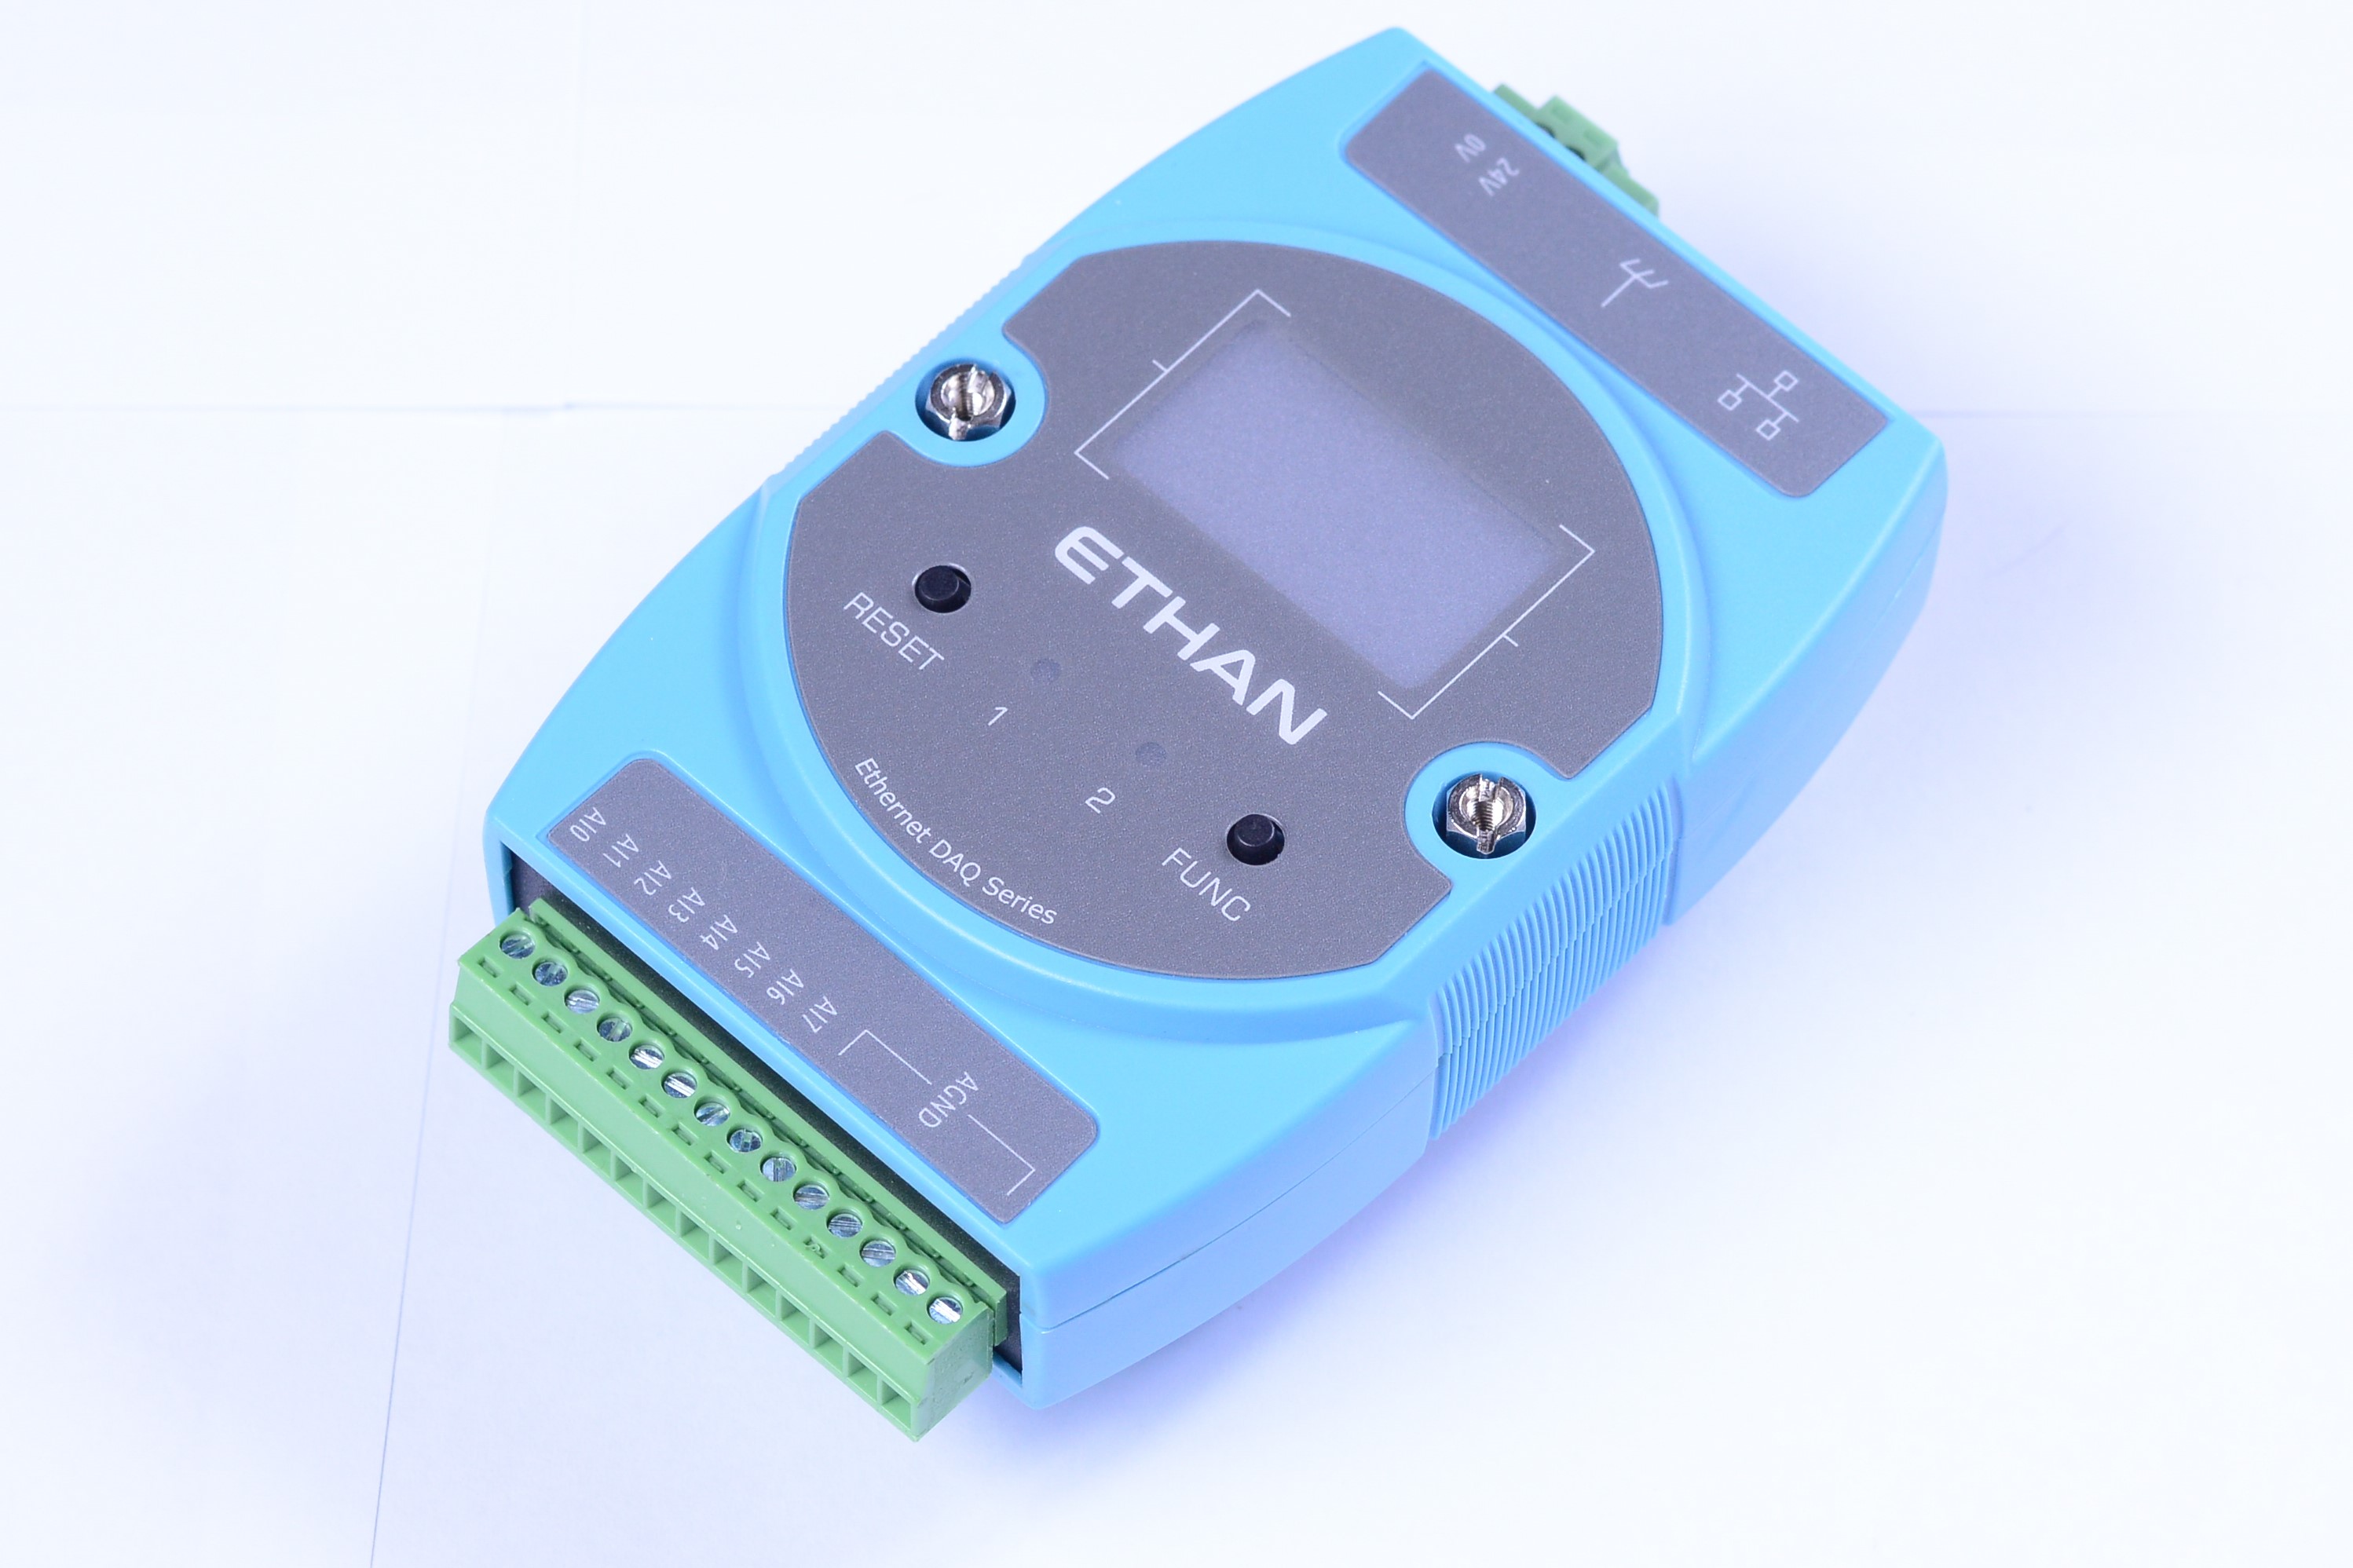 0V 24V
ETHAN
RESET 1 2 FUNC
Ethernet DAQ Series
AI0 AI1 AI2 AI3 AI4 AI5 AI6 AI7 AGND